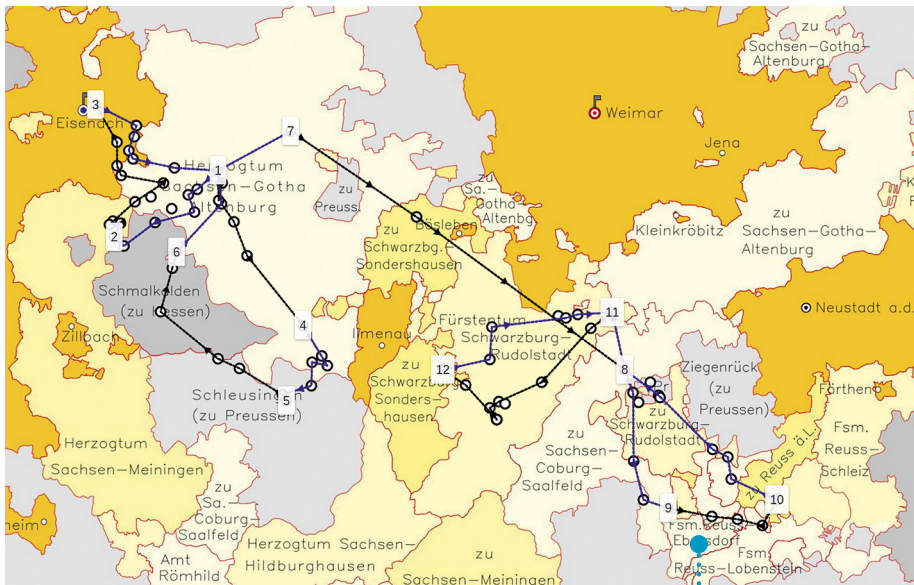 zu
Sachsen-Gotha-
Altenburg
3
Eisenach
Weimar
7
Jena
1
Herzogtum
Sachsen-Gotha
Altenburg
zu
Preuss.
zu
Sa.-
Gotha-
Altenbg
Bösleben
zu
Schwarzbg.-
Sondershausen
Kleinkröbitz
zu
Sachsen-Gotha-
Altenburg
2
6
Schmalkalden
(zu Hessen)
Zillbach
4
Ilmenau
Fürstentum
Schwarzburg-
Rudolstadt
11
Neustadt a.d.
12
8
5
Schleusingen
(zu Preussen)
zu
Schwarzburg
Sonders-
hausen
Pr
zu
Schwarzburg-
Rudolstadt
Ziegenrück
(zu
Preussen)
Förthen
Fsm.
Reuss-
Schleiz
zu Reuss ä.L.
Herzogtum
Sachsen-Meiningen
zu
Sachsen-
Coburg-
Saalfeld
zu
Sa.
Coburg-
Saalfeld
heim
9
10
Fsm.Reuss
Ebersdorf
Fsm.
Reuss-Lobenstein
Amt
Römhild
Herzogtum Sachsen-
Hildburghausen
zu
Sachsen-Meiningen